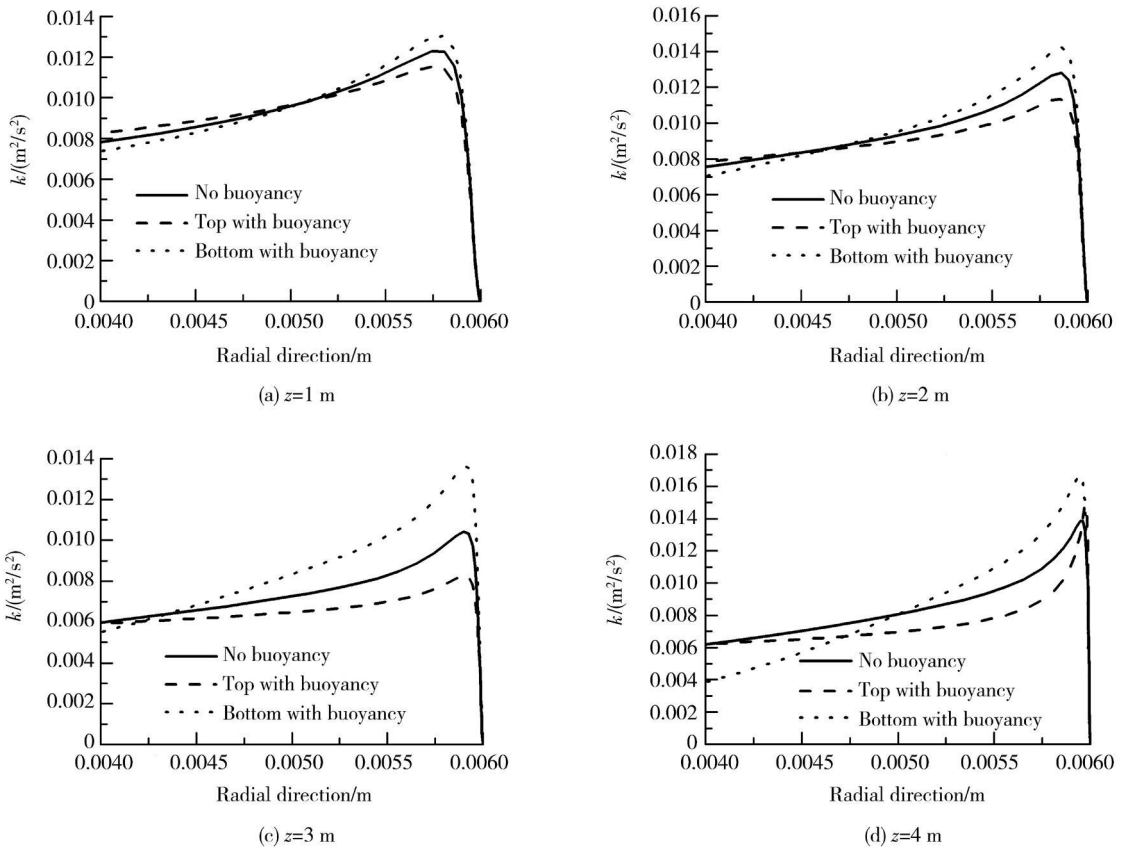 0.014
0.012
0.010
0.008
0.006
0.004
0.002
0
k/(m²/s²)
No buoyancy
Top with buoyancy
Bottom with buoyancy
0.0040 0.0045 0.0050 0.0055 0.0060
Radial direction/m
(a) z=1 m
0.016
0.014
0.012
0.010
0.008
0.006
0.004
0.002
0
k/(m²/s²)
No buoyancy
Top with buoyancy
Bottom with buoyancy
0.0040 0.0045 0.0050 0.0055 0.0060
Radial direction/m
(b) z=2 m
0.014
0.012
0.010
0.008
0.006
0.004
0.002
0
k/(m²/s²)
No buoyancy
Top with buoyancy
Bottom with buoyancy
0.0040 0.0045 0.0050 0.0055 0.0060
Radial direction/m
(c) z=3 m
0.018
0.016
0.014
0.012
0.010
0.008
0.006
0.004
0.002
0
k/(m²/s²)
No buoyancy
Top with buoyancy
Bottom with buoyancy
0.0040 0.0045 0.0050 0.0055 0.0060
Radial direction/m
(d) z=4 m